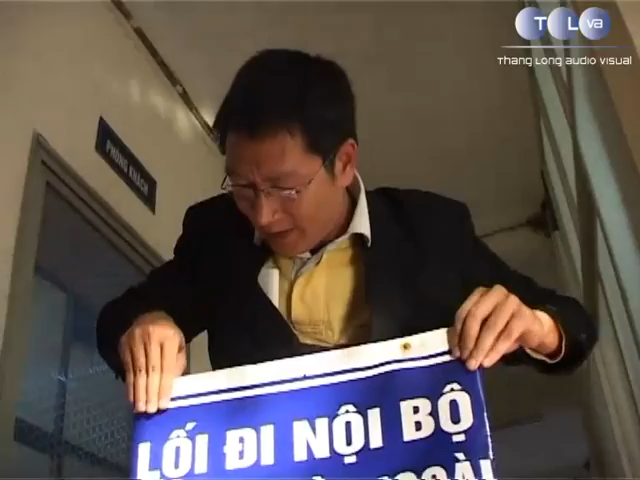 TLVa
THANG LONG AUDIO VISUAL
PHÒNG KHÁCH
LỐI ĐI NỘI BỘ